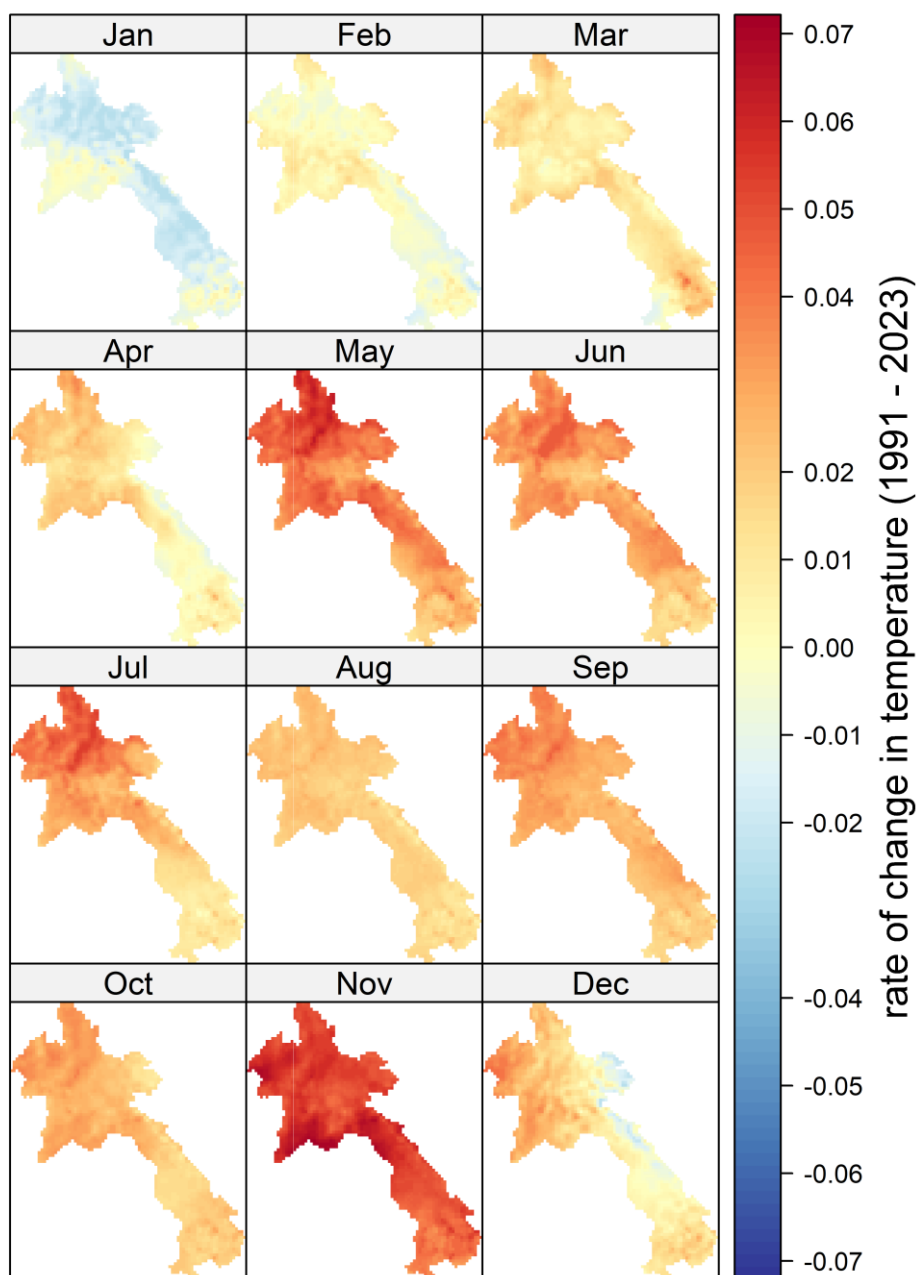 Jan Feb Mar
Apr May Jun
Jul Aug Sep
Oct Nov Dec
0.07
0.06
0.05
0.04
0.02
0.01
0.00
-0.01
-0.02
-0.04
-0.05
-0.06
-0.07
rate of change in temperature (1991 - 2023)